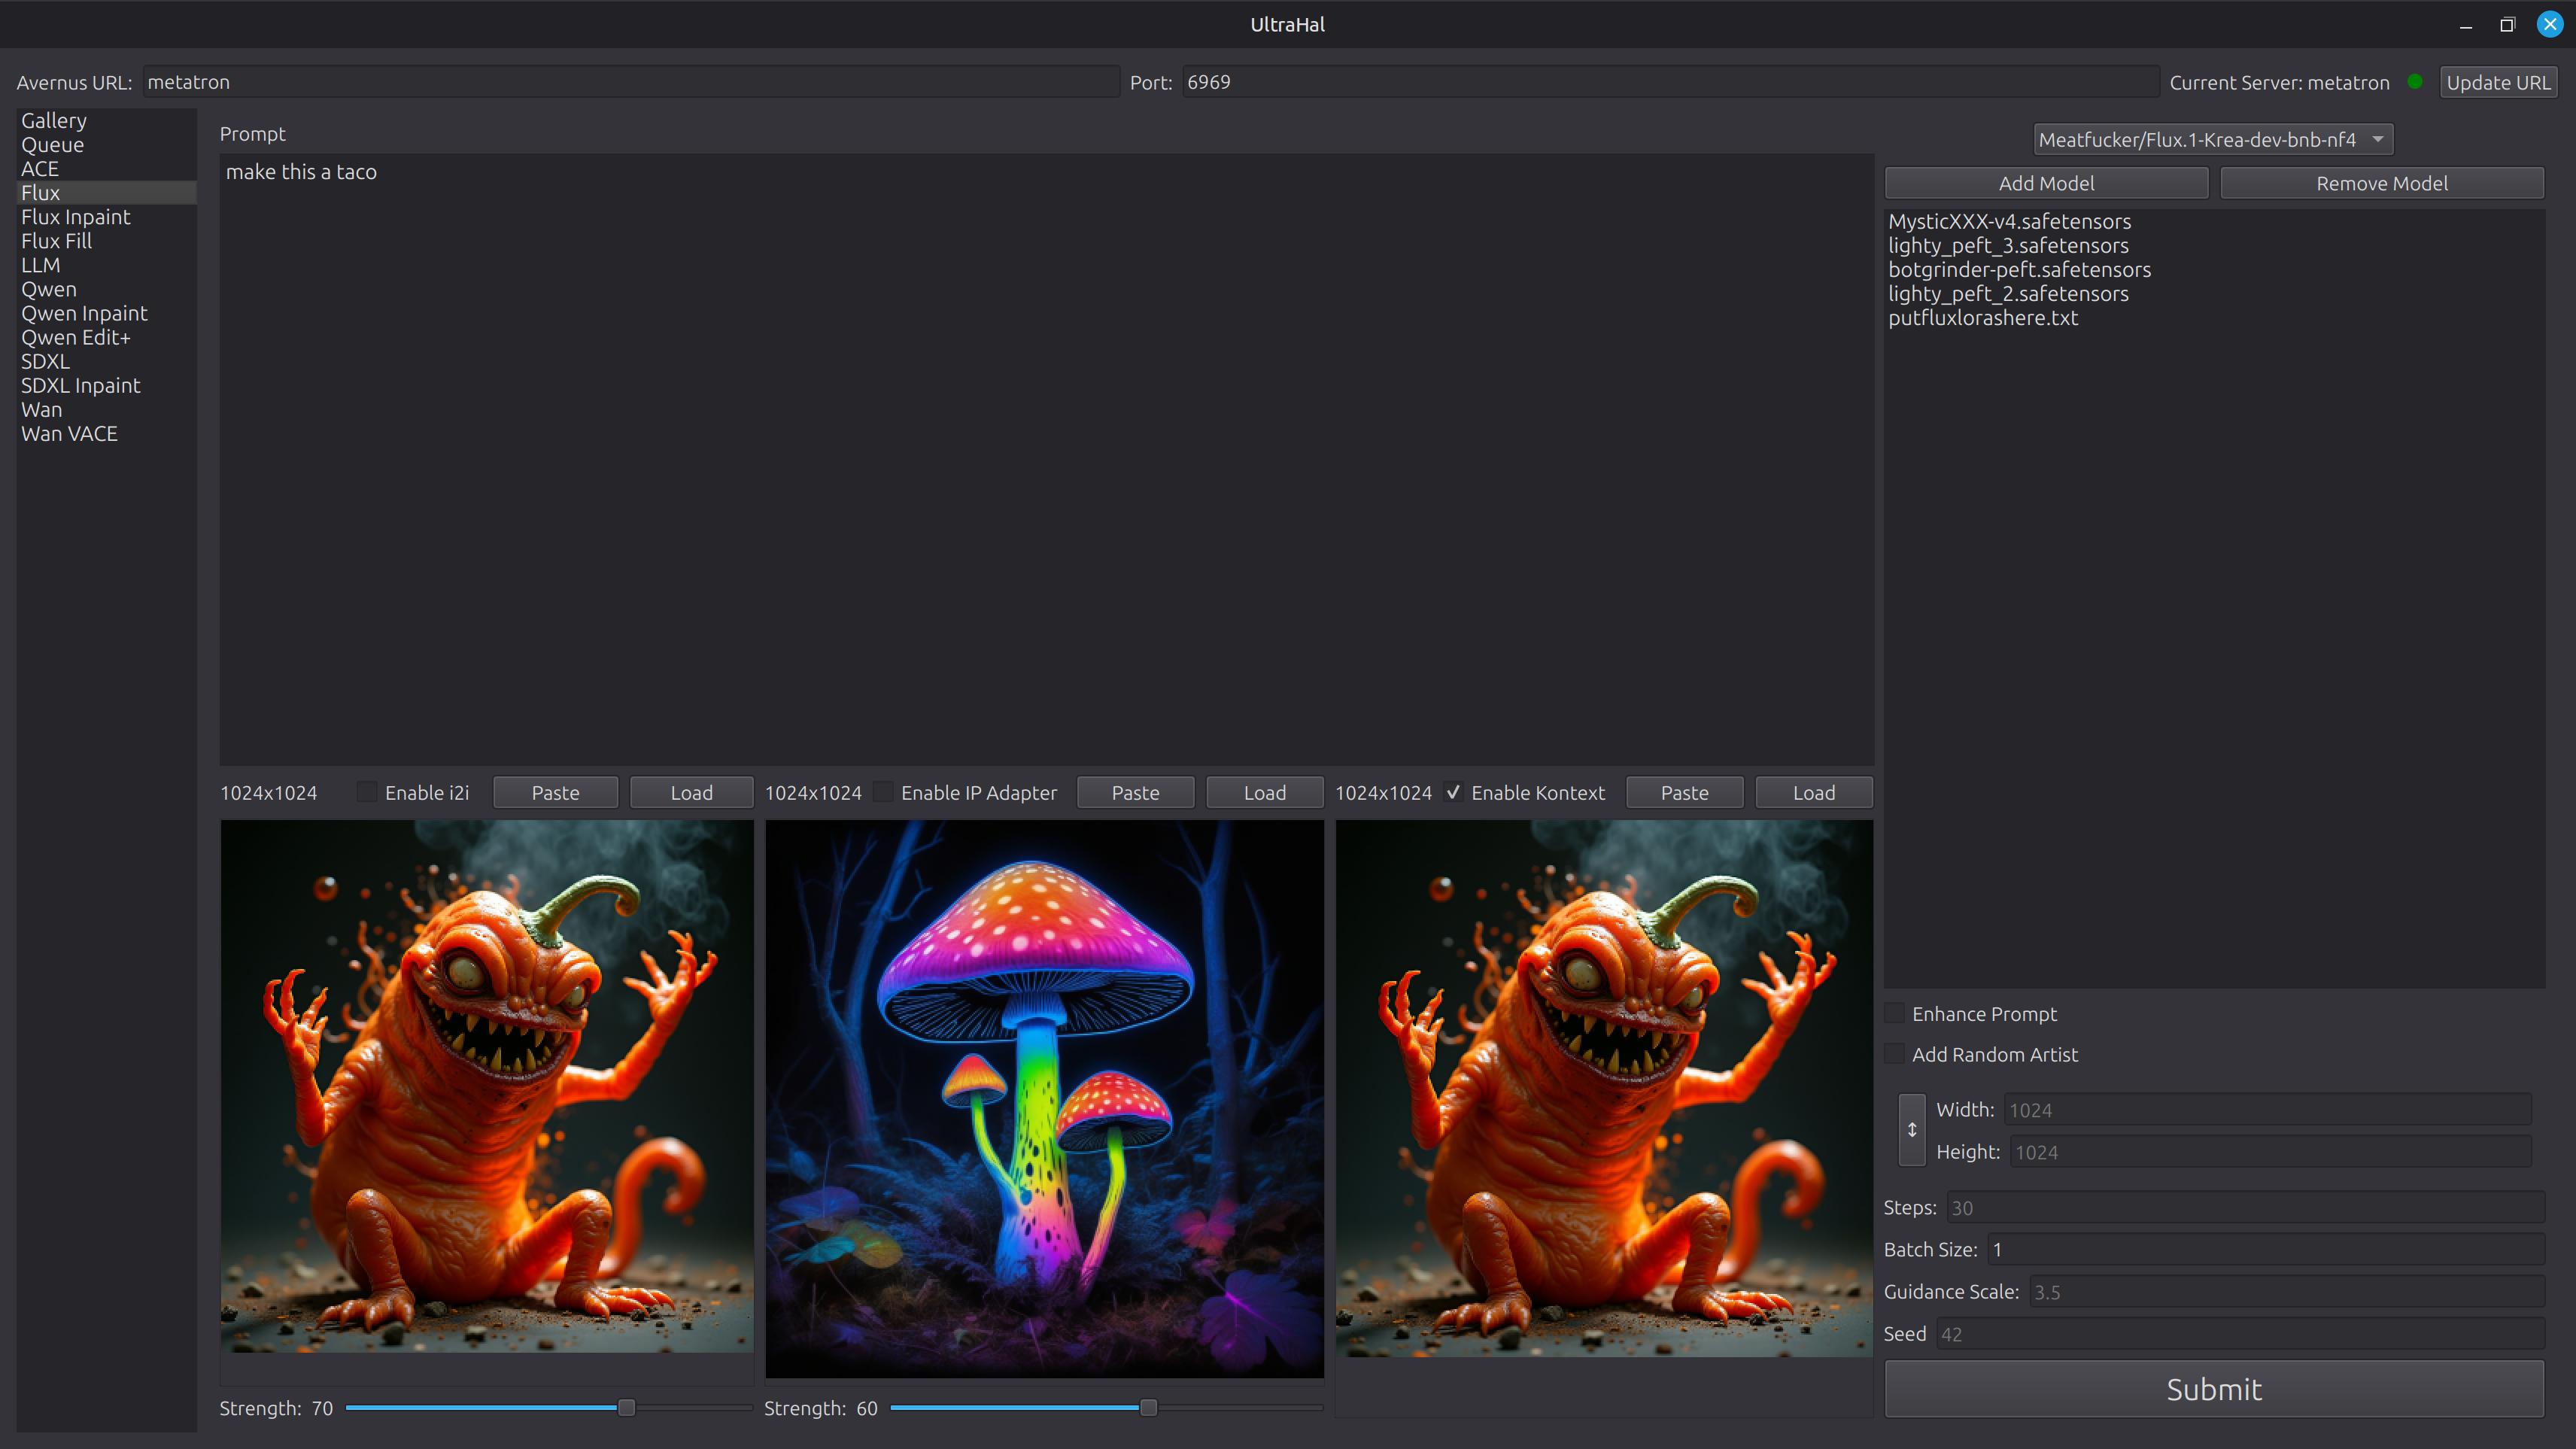 UltraHal
Avernus URL: metatron Port: 6969 Current Server: metatron Update URL
Gallery
Queue
ACE
Flux
Flux Inpaint
Flux Fill
LLM
Qwen
Qwen Inpaint
Qwen Edit+
SDXL
SDXL Inpaint
Wan
Wan VACE
Prompt
make this a taco
1024x1024 Enable i2i Paste Load
1024x1024 Enable IP Adapter Paste Load
1024x1024 Enable Kontext Paste Load
Strength: 70
Strength: 60
Meatfucker/Flux.1-Krea-dev-bnb-nf4
Add Model Remove Model
MysticXXX-v4.safetensors
lighty_peft_3.safetensors
botgrinder-peft.safetensors
lighty_peft_2.safetensors
putfluxlorashere.txt
Enhance Prompt
Add Random Artist
Width: 1024
Height: 1024
Steps: 30
Batch Size: 1
Guidance Scale: 3.5
Seed 42
Submit